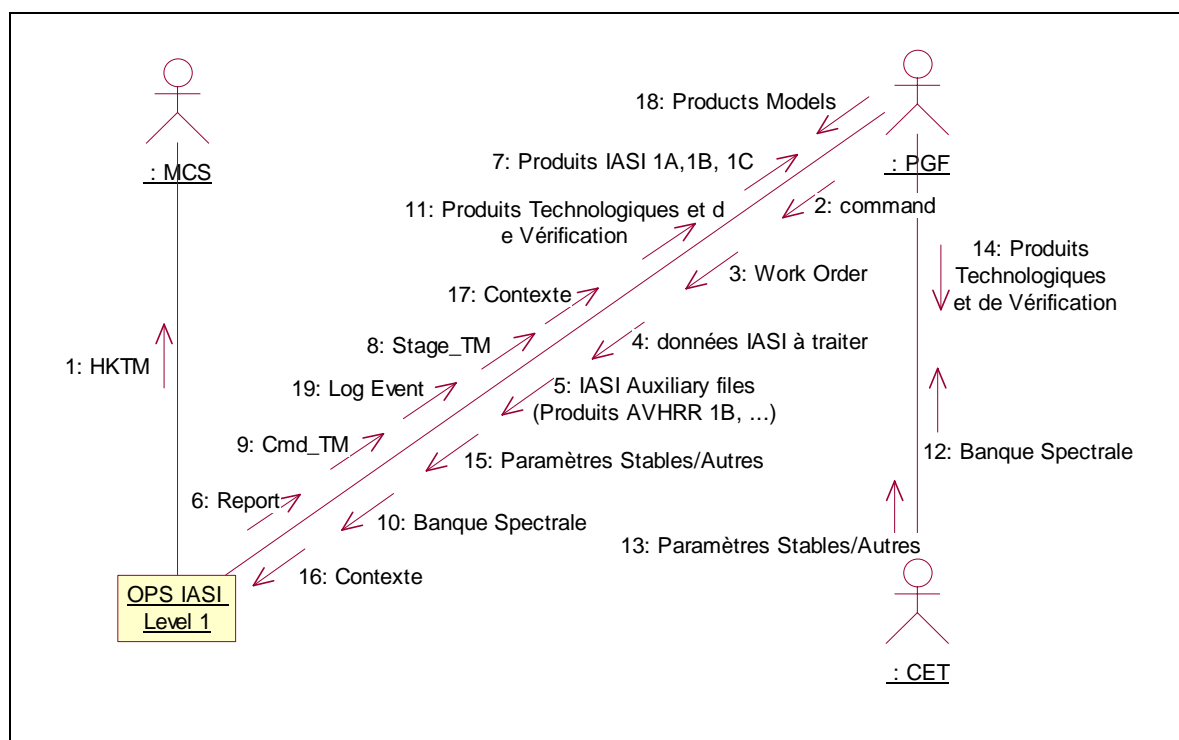 18: Products Models
: MCS
7: Produits IASI 1A,1B, 1C
: PGF
11: Produits Technologiques et d
e Vérification
2: command
14: Produits
Technologiques
et de Vérification
3: Work Order
17: Contexte
8: Stage_TM
4: données IASI à traiter
1: HKTM
19: Log Event
5: IASI Auxiliary files
(Produits AVHRR 1B, ...)
9: Cmd_TM
12: Banque Spectrale
15: Paramètres Stables/Autres
6: Report
10: Banque Spectrale
13: Paramètres Stables/Autres
16: Contexte
OPS IASI
Level 1
: CET